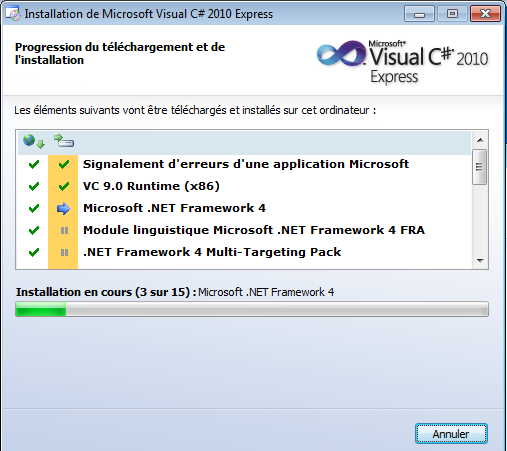 Installation de Microsoft Visual C# 2010 Express
Progression du téléchargement et de
l'installation
Microsoft®
Visual C#® 2010
Express
Les éléments suivants vont être téléchargés et installés sur cet ordinateur :
Signalement d'erreurs d'une application Microsoft
VC 9.0 Runtime (x86)
Microsoft .NET Framework 4
Module linguistique Microsoft .NET Framework 4 FRA
.NET Framework 4 Multi-Targeting Pack
Installation en cours (3 sur 15) : Microsoft .NET Framework 4
Annuler